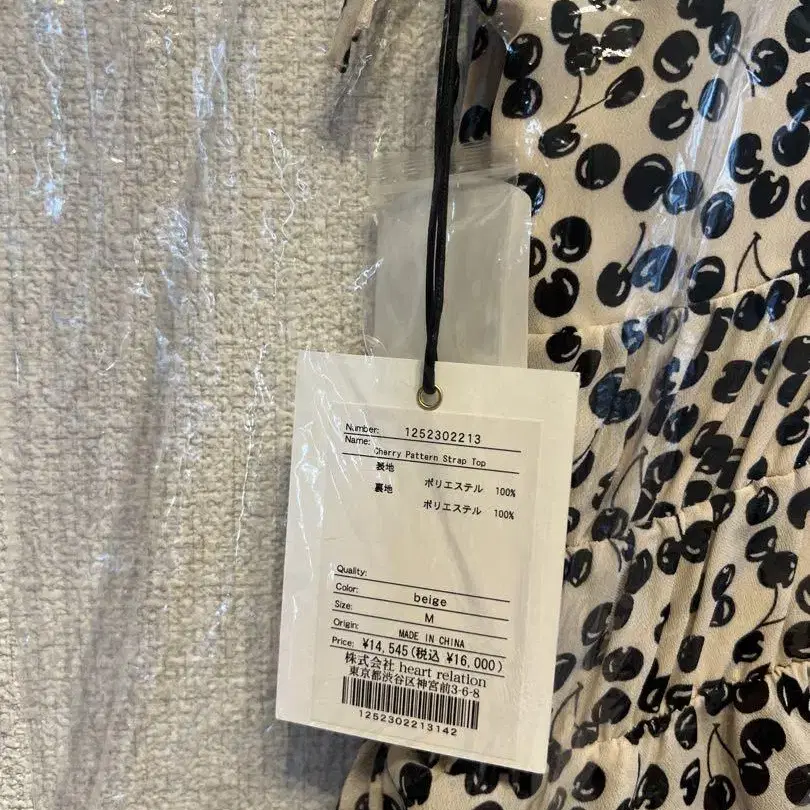 Number: 1252302213
Name: Cherry Pattern Strap Top
表地 ポリエステル 100%
裏地 ポリエステル 100%
Quality:
Color: beige
Size: M
Origin: MADE IN CHINA
Price: ¥14,545(税込 ¥16,000)
株式会社 heart relation
東京都渋谷区神宮前3-6-8
1252302213142